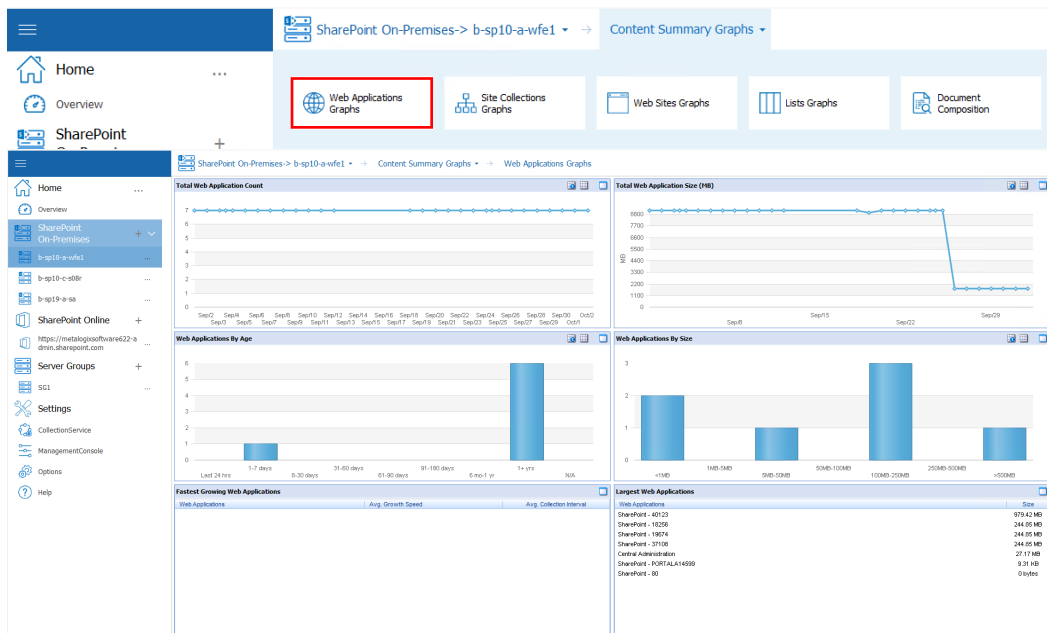 SharePoint On-Premises-> b-sp10-a-wfe1
Content Summary Graphs
Home
...
Overview
SharePoint
+
Web Applications
Graphs
Site Collections
Graphs
Web Sites Graphs
Lists Graphs
Document
Composition
SharePoint On-Premises-> b-sp10-a-wfe1
Content Summary Graphs
Web Applications Graphs
Home
...
Overview
SharePoint
On-Premises
+
b-sp10-a-wfe1
...
b-sp10-c-s08r
...
b-sp19-a-sa
...
SharePoint Online
+
https://metalogixsoftware622-a
dmin.sharepoint.com
...
Server Groups
+
SG1
...
Settings
CollectionService
ManagementConsole
Options
Help
Total Web Application Count
7
6
5
4
3
2
1
0
Sep/2 Sep/4 Sep/6 Sep/8 Sep/10 Sep/12 Sep/14 Sep/16 Sep/18 Sep/20 Sep/22 Sep/24 Sep/26 Sep/28 Sep/30 Oct/2
Sep/3 Sep/5 Sep/7 Sep/9 Sep/11 Sep/13 Sep/15 Sep/17 Sep/19 Sep/21 Sep/23 Sep/25 Sep/27 Sep/29 Oct/1
Total Web Application Size (MB)
MB
8800
7700
6600
5500
4400
3300
2200
1100
0
Sep/8 Sep/15 Sep/22 Sep/29
Web Applications By Age
6
5
4
3
2
1
0
1-7 days 31-60 days 91-180 days 1+ yrs
Last 24 hrs 8-30 days 61-90 days 6 mo-1 yr N/A
Web Applications By Size
3
2
1
0
1MB-5MB 50MB-100MB 250MB-500MB
<1MB 5MB-50MB 100MB-250MB >500MB
Fastest Growing Web Applications
Web Applications Avg. Growth Speed Avg. Collection Interval
Largest Web Applications
Web Applications Size
SharePoint - 40123 979.42 MB
SharePoint - 18256 244.85 MB
SharePoint - 19674 244.85 MB
SharePoint - 37108 244.85 MB
Central Administration 27.17 MB
SharePoint - PORTALA14599 9.31 KB
SharePoint - 80 0 bytes